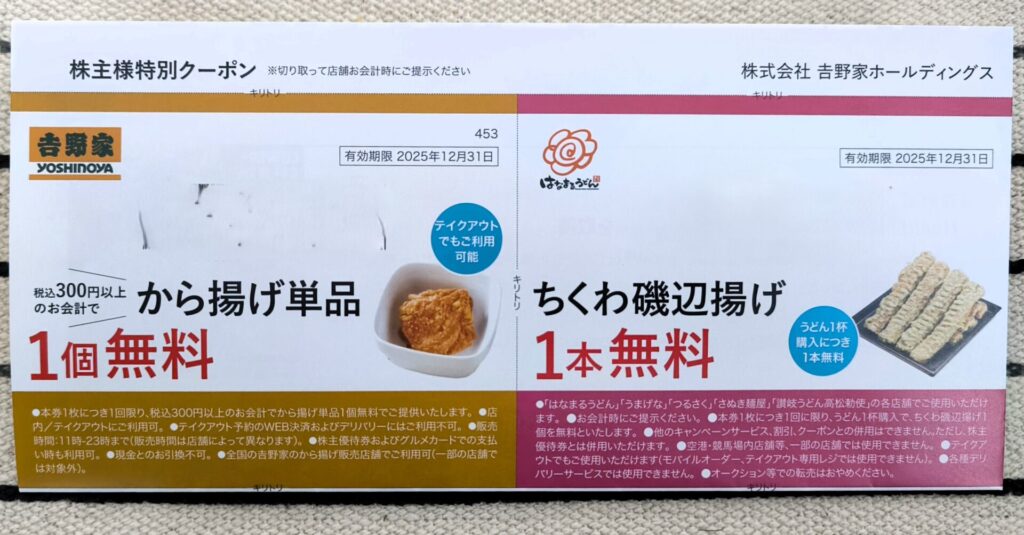 株主様特別クーポン ※切り取って店舗お会計時にご提示ください
株式会社 𠮷野家ホールディングス
キリトリ
キリトリ
𠮷野家
YOSHINOYA
453
有効期限 2025年12月31日
テイクアウト
でもご利用
可能
税込300円以上
のお会計で
から揚げ単品
1個無料
●本券1枚につき1回限り、税込300円以上のお会計でから揚げ単品1個無料でご提供いたします。●店
内/テイクアウトにご利用可。●テイクアウト予約のWEB決済およびデリバリーにはご利用不可。●販売
時間:11時-23時まで(販売時間は店舗によって異なります)。●株主優待券およびグルメカードでの支払
い時も利用可。●現金とのお引換不可。●全国の𠮷野家のから揚げ販売店舗でご利用可(一部の店舗で
は対象外)。
キリトリ
キリトリ
はなまるうどん
有効期限 2025年12月31日
ちくわ磯辺揚げ
1本無料
うどん1杯
購入につき
1本無料
●「はなまるうどん」「うまげな」「つるさく」「さぬき麺屋」「讃岐うどん高松勅使」の各店舗でご使用いただ
けます。●お会計時にご提示ください。●本券1枚につき1回に限り、うどん1杯購入で、ちくわ磯辺揚げ1
個を無料といたします。●他のキャンペーンサービス、割引、クーポンとの併用はできません。ただし、株主
優待券とは併用いただけます。●空港・競馬場内店舗等、一部の店舗では使用できません。●テイクア
ウトでもご使用いただけます(モバイルオーダー、テイクアウト専用レジでは使用できません)。●各種デリ
バリーサービスでは使用できません。●オークション等での転売はおやめください。
キリトリ